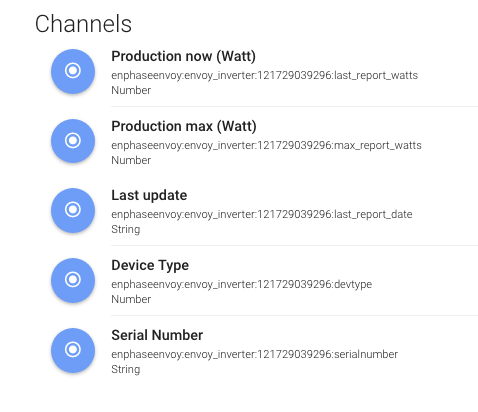 Channels
Production now (Watt)
enphaseenvoy:envoy_inverter:121729039296:last_report_watts
Number
Production max (Watt)
enphaseenvoy:envoy_inverter:121729039296:max_report_watts
Number
Last update
enphaseenvoy:envoy_inverter:121729039296:last_report_date
String
Device Type
enphaseenvoy:envoy_inverter:121729039296:devtype
Number
Serial Number
enphaseenvoy:envoy_inverter:121729039296:serialnumber
String